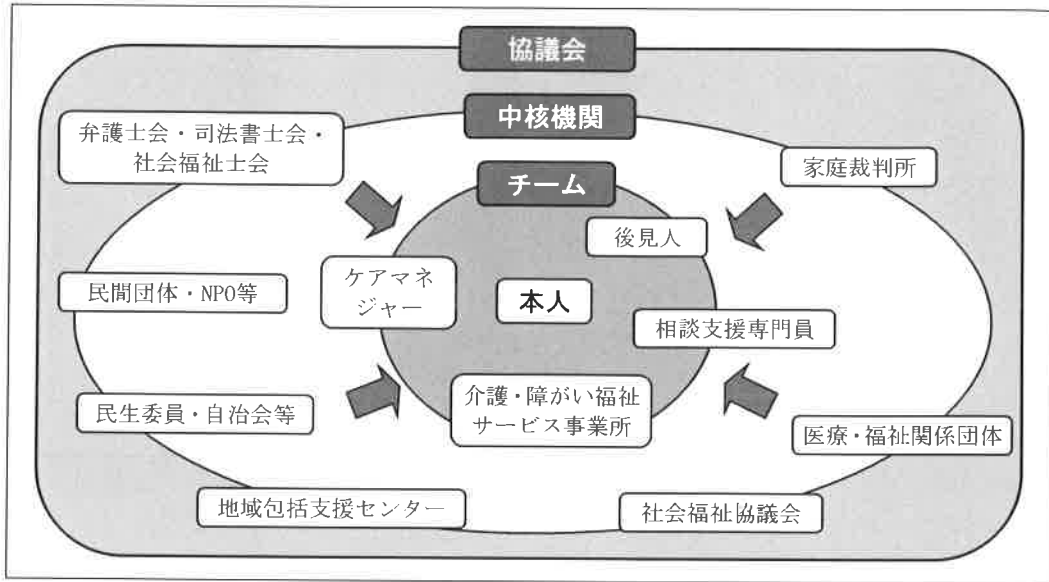 協議会
中核機関
弁護士会・司法書士会・
社会福祉士会
家庭裁判所
チーム
後見人
ケアマネ
ジャー
本人
民間団体・NPO等
相談支援専門員
介護・障がい福祉
サービス事業所
民生委員・自治会等
医療・福祉関係団体
地域包括支援センター
社会福祉協議会